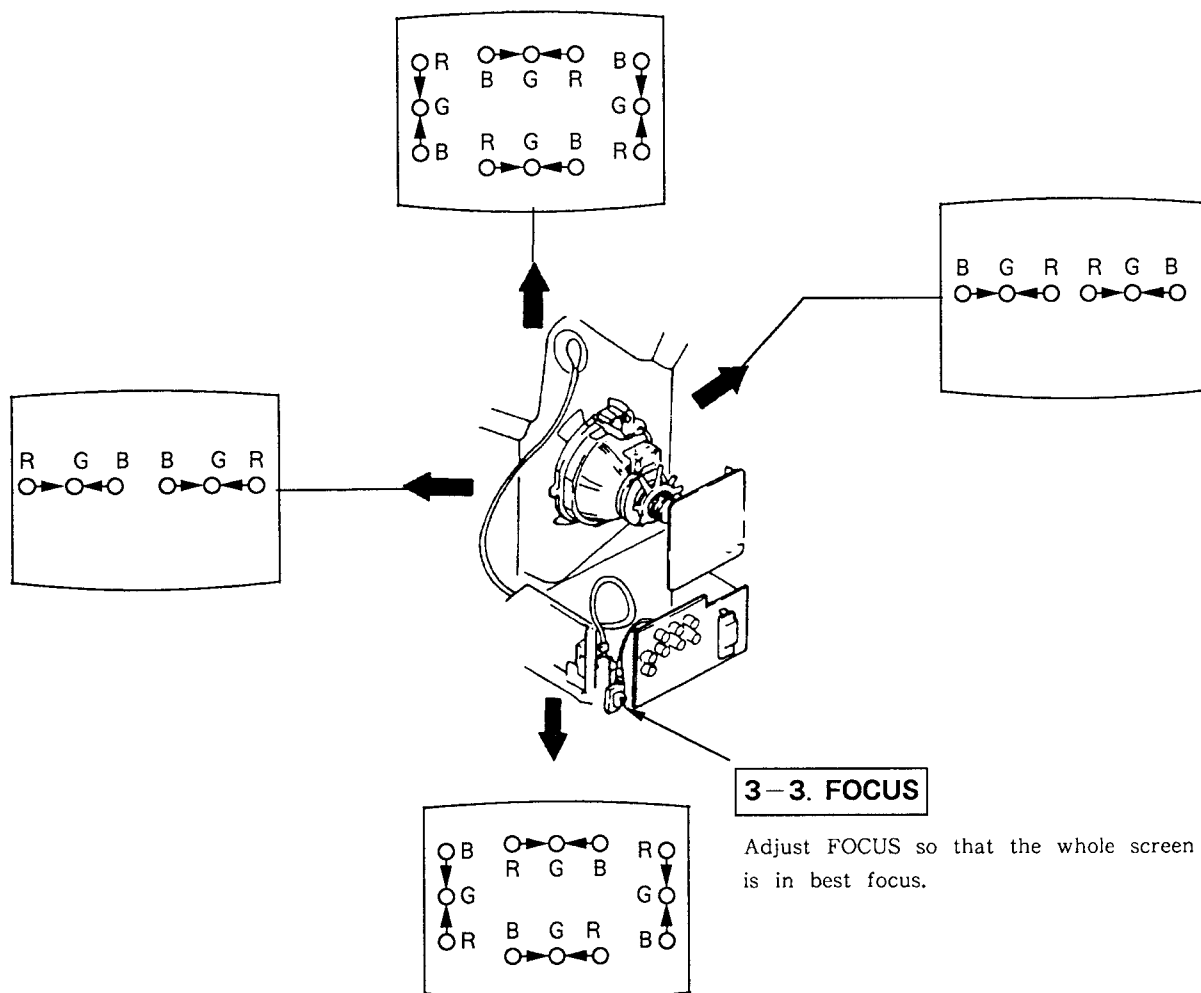 R B G R B
G G
B R G B R
B G R R G B
R G B B G R
3-3. FOCUS
Adjust FOCUS so that the whole screen
is in best focus.
B R G B R
G G
R B G R B